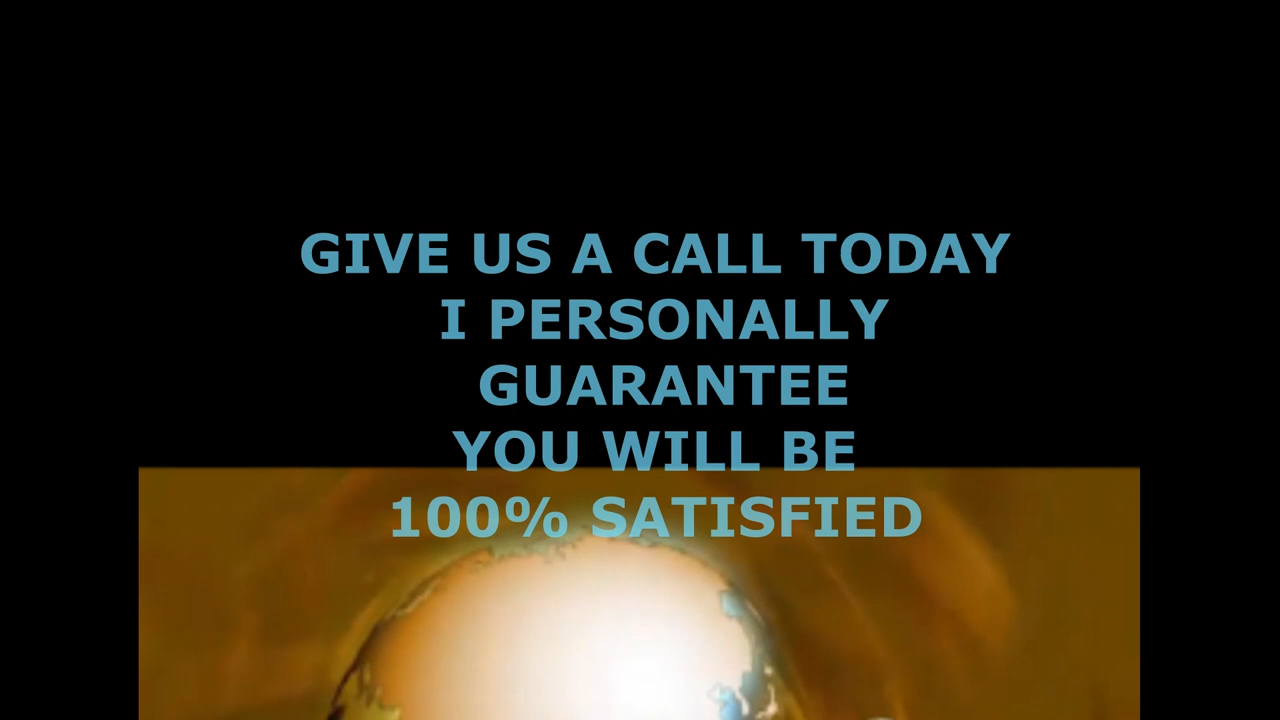 GIVE US A CALL TODAY
I PERSONALLY
GUARANTEE
YOU WILL BE
100% SATISFIED